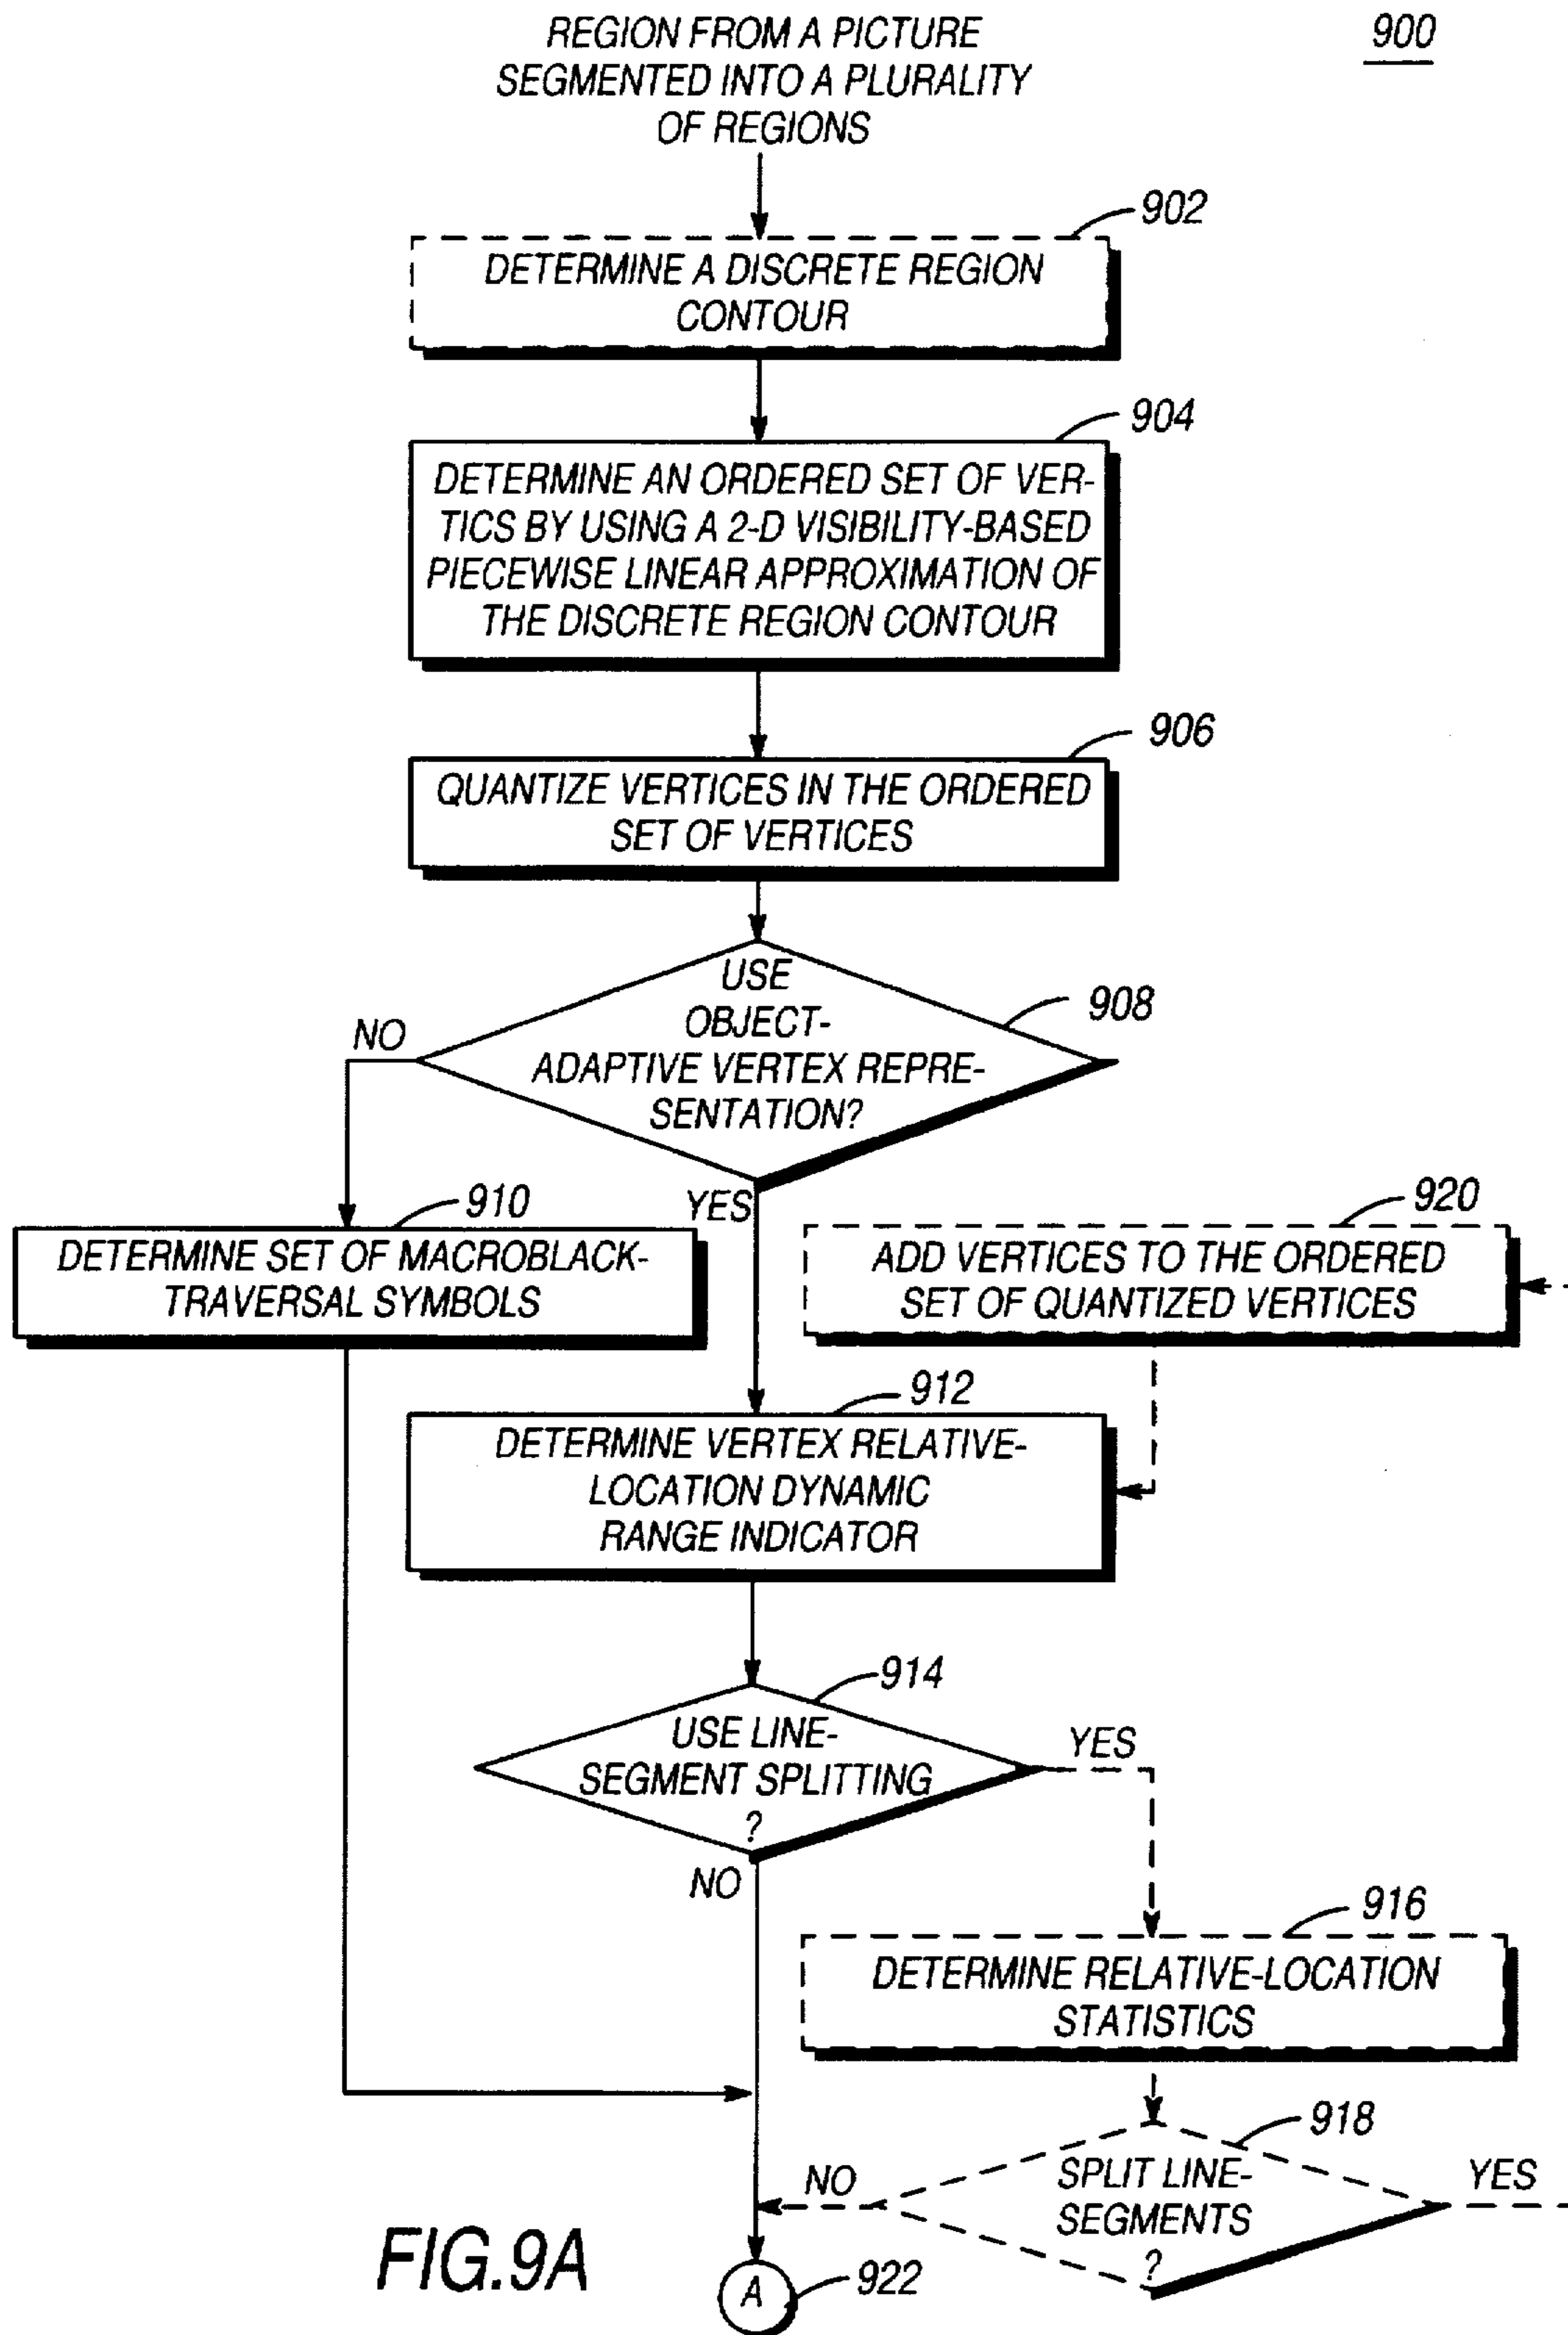 REGION FROM A PICTURE
SEGMENTED INTO A PLURALITY
OF REGIONS
900
902
DETERMINE A DISCRETE REGION
CONTOUR
904
DETERMINE AN ORDERED SET OF VER-
TICS BY USING A 2-D VISIBILITY-BASED
PIECEWISE LINEAR APPROXIMATION OF
THE DISCRETE REGION CONTOUR
906
QUANTIZE VERTICES IN THE ORDERED
SET OF VERTICES
908
USE
OBJECT-
ADAPTIVE VERTEX REPRE-
SENTATION?
NO
YES
910
DETERMINE SET OF MACROBLACK-
TRAVERSAL SYMBOLS
920
ADD VERTICES TO THE ORDERED
SET OF QUANTIZED VERTICES
912
DETERMINE VERTEX RELATIVE-
LOCATION DYNAMIC
RANGE INDICATOR
914
USE LINE-
SEGMENT SPLITTING
?
YES
NO
916
DETERMINE RELATIVE-LOCATION
STATISTICS
918
SPLIT LINE-
SEGMENTS
?
NO
YES
FIG.9A
A
922